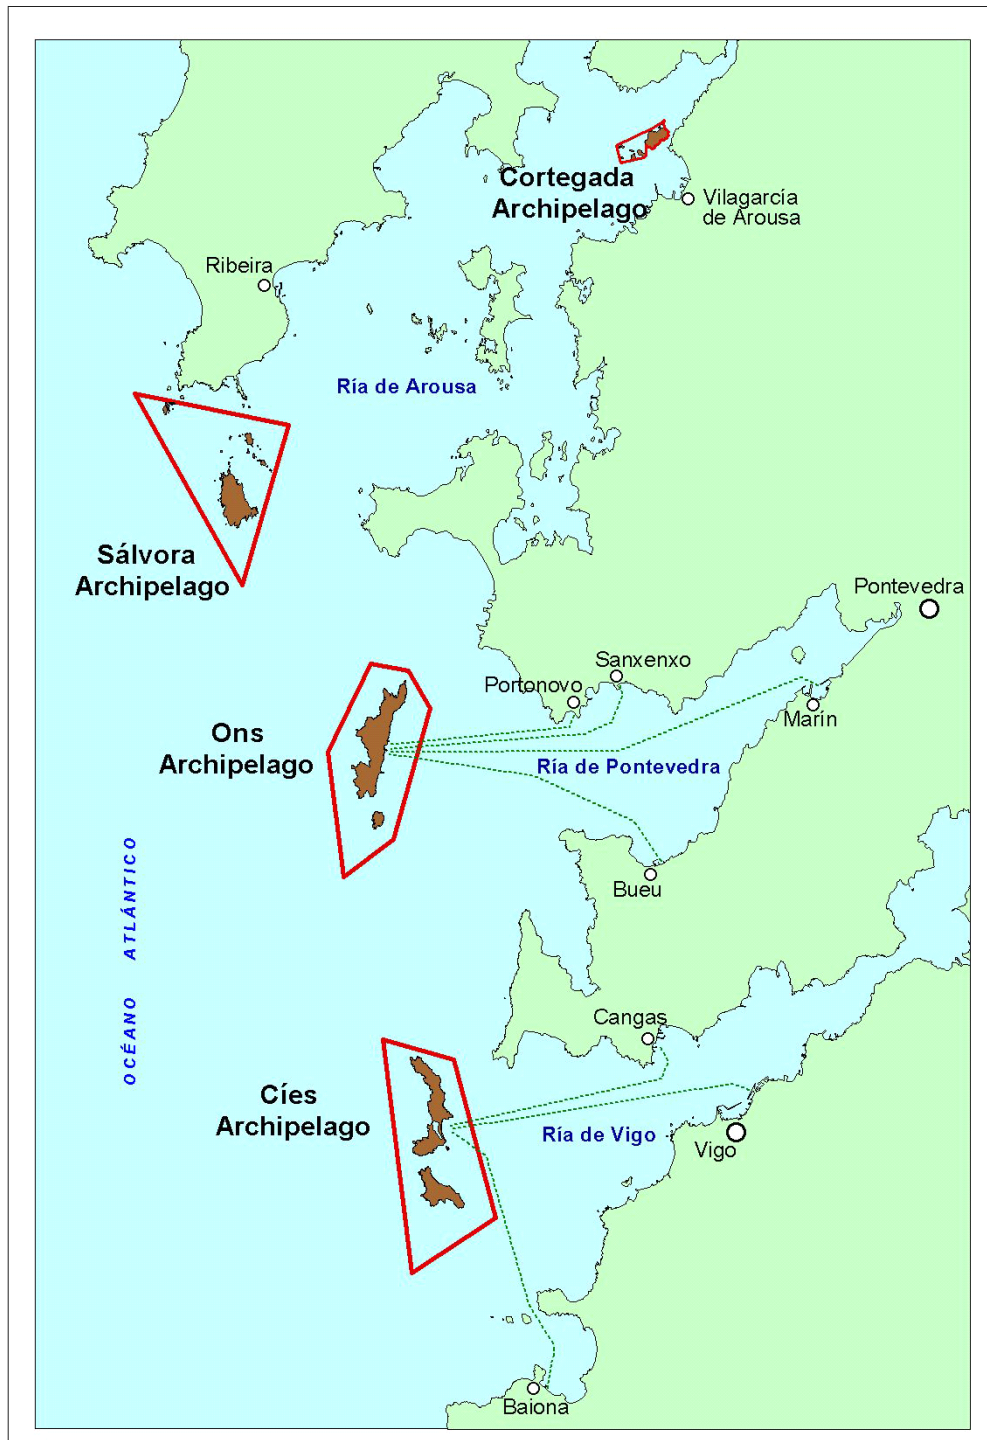 Cortegada
Archipelago
Vilagarcía
de Arousa
Ribeira
Ría de Arousa
Sálvora
Archipelago
Pontevedra
Sanxenxo
Portonovo
Marín
Ons
Archipelago
Ría de Pontevedra
Bueu
OCÉANO ATLÁNTICO
Cangas
Cíes
Archipelago
Ría de Vigo
Vigo
Baiona